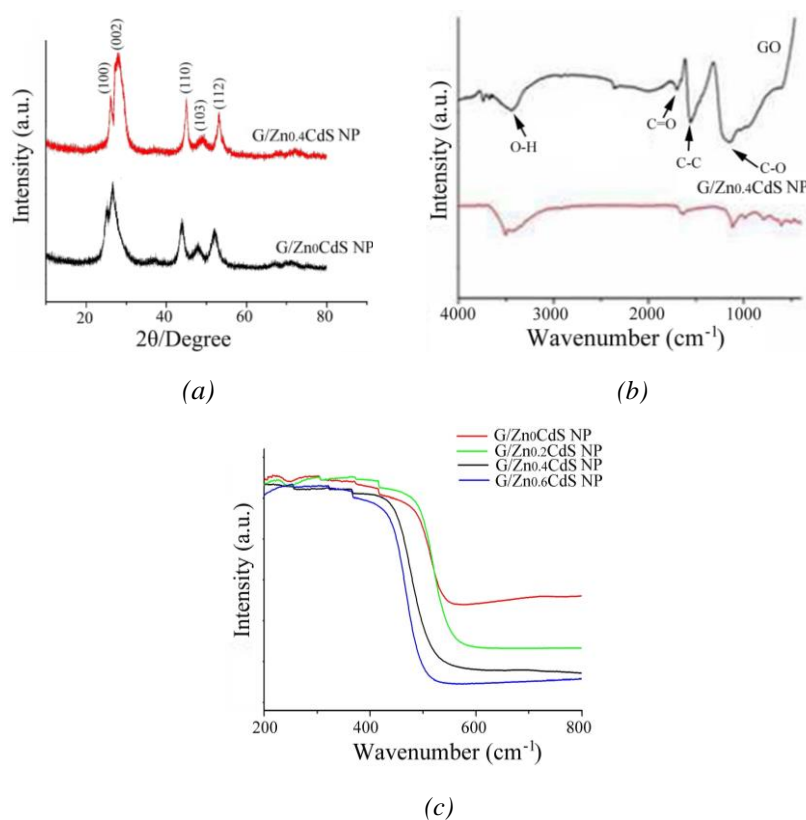 (002)
(100)
(110)
(103)
(112)
G/Zn0.4CdS NP
G/Zn0CdS NP
Intensity (a.u.)
20 40 60 80
2θ/Degree
(a)
GO
C=O
O-H
C-C
C-O
G/Zn0.4CdS NP
Intensity (a.u.)
4000 3000 2000 1000
Wavenumber (cm-1)
(b)
G/Zn0CdS NP
G/Zn0.2CdS NP
G/Zn0.4CdS NP
G/Zn0.6CdS NP
Intensity (a.u.)
200 400 600 800
Wavenumber (cm-1)
(c)